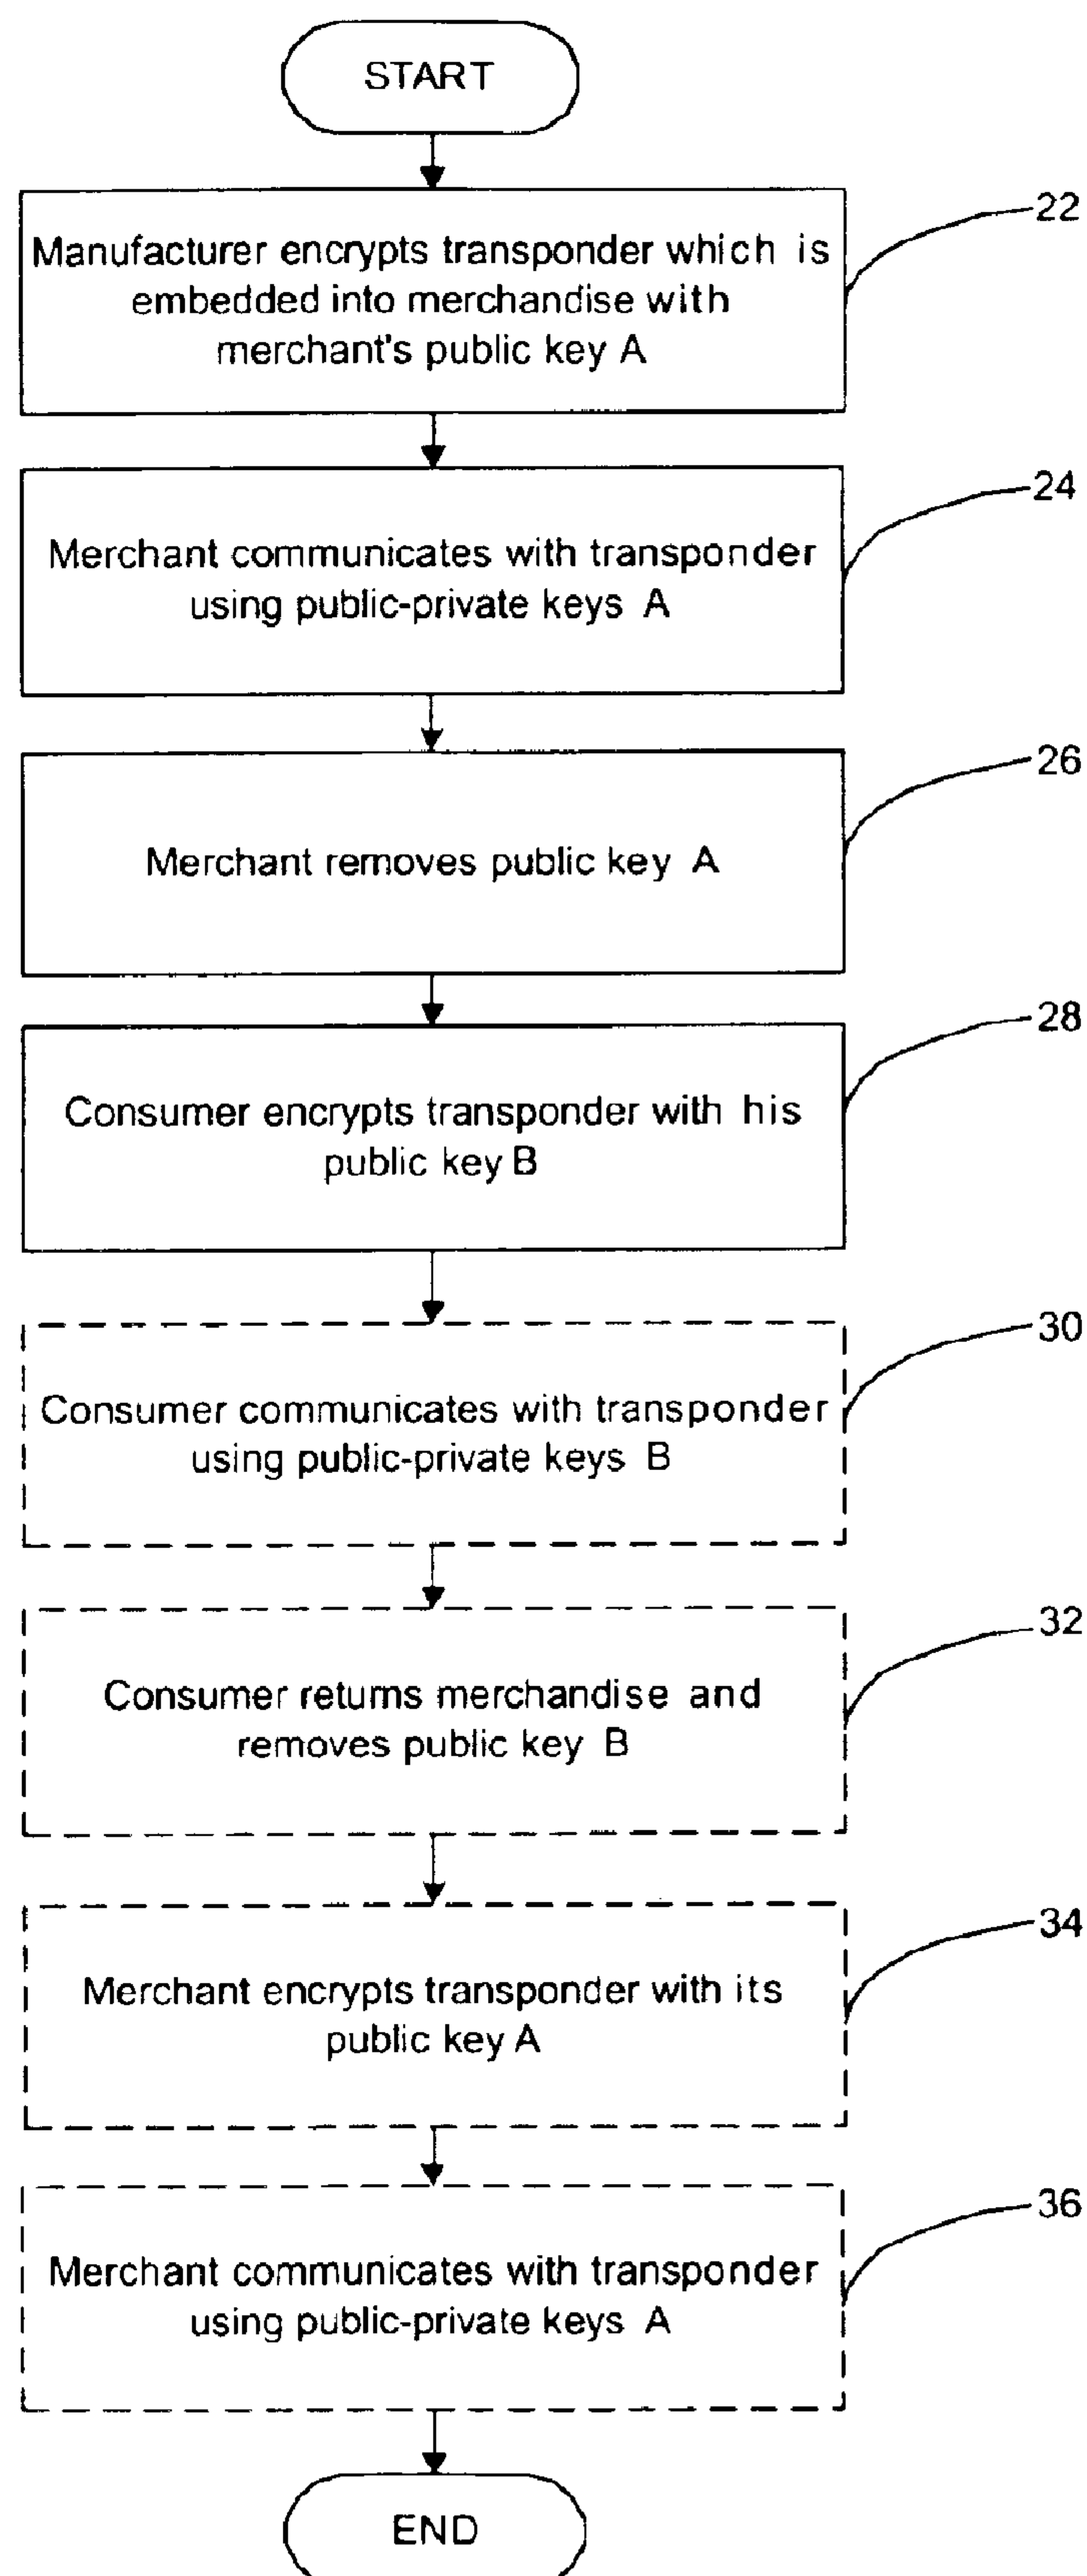 START
22
Manufacturer encrypts transponder which is
embedded into merchandise with
merchant's public key A
24
Merchant communicates with transponder
using public-private keys A
26
Merchant removes public key A
28
Consumer encrypts transponder with his
public key B
30
Consumer communicates with transponder
using public-private keys B
32
Consumer returns merchandise and
removes public key B
34
Merchant encrypts transponder with its
public key A
36
Merchant communicates with transponder
using public-private keys A
END